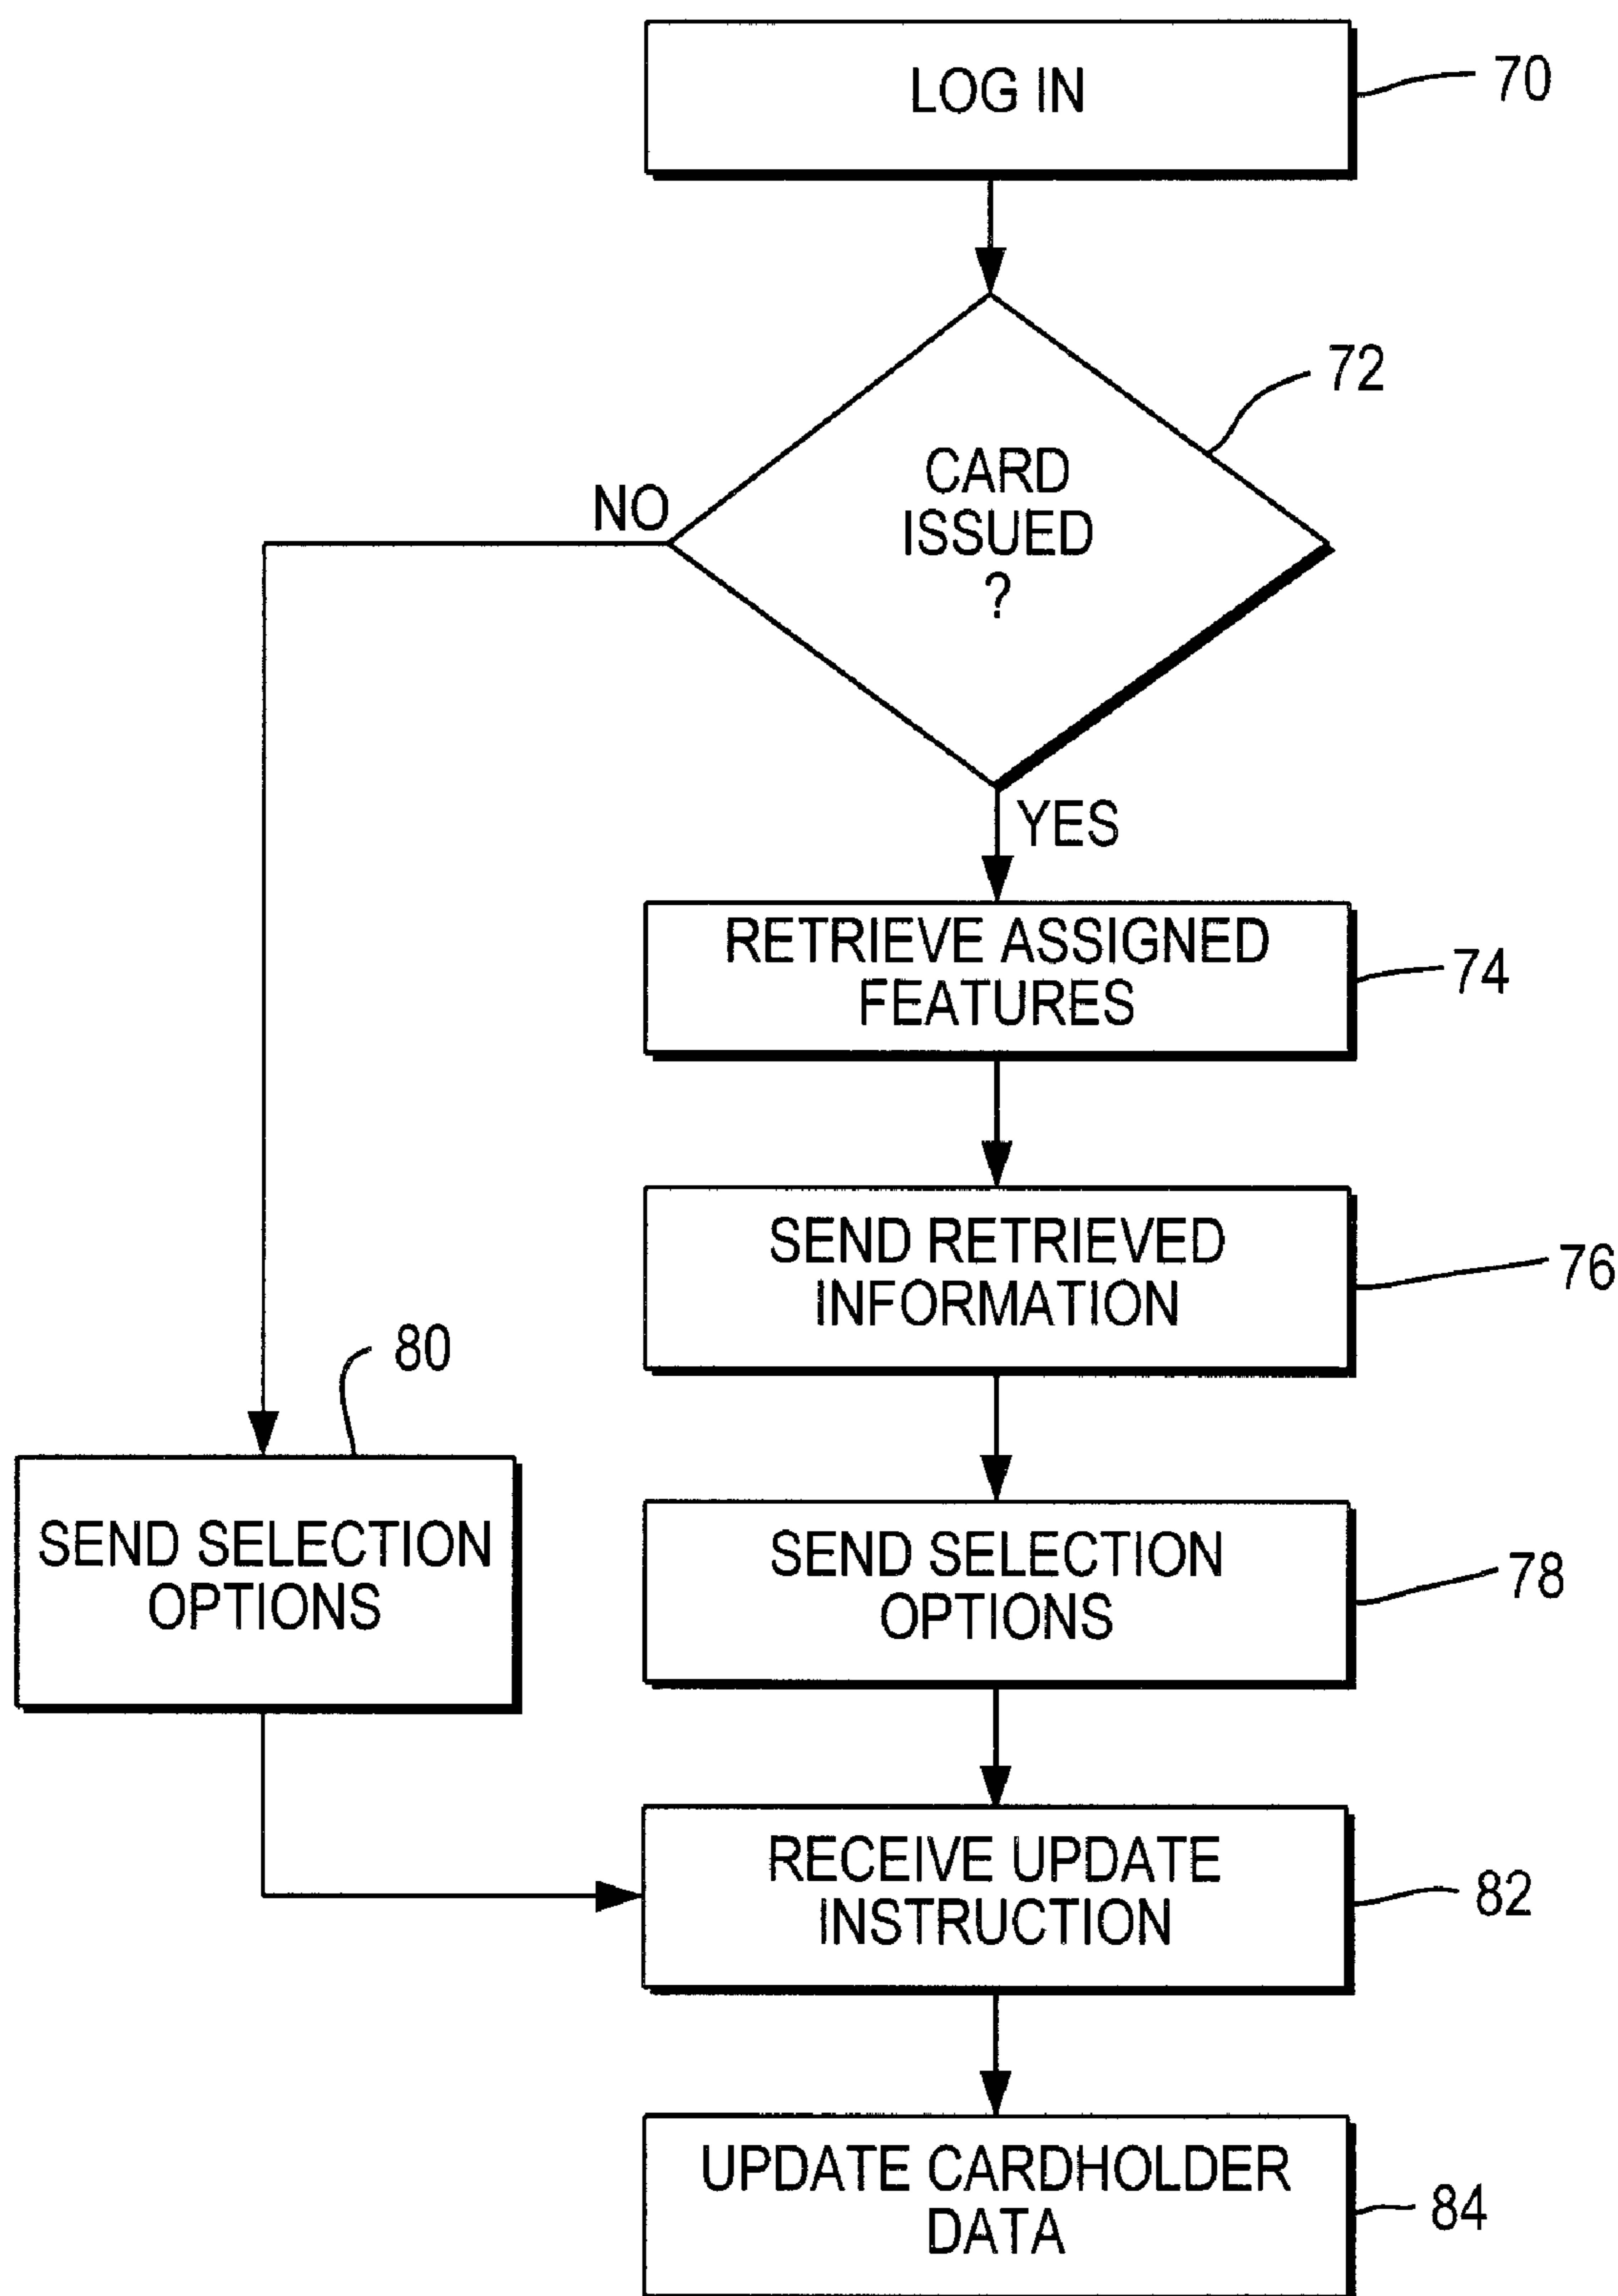 LOG IN
70
72
CARD
ISSUED
?
NO
YES
RETRIEVE ASSIGNED
FEATURES
74
SEND RETRIEVED
INFORMATION
76
80
SEND SELECTION
OPTIONS
SEND SELECTION
OPTIONS
78
RECEIVE UPDATE
INSTRUCTION
82
UPDATE CARDHOLDER
DATA
84